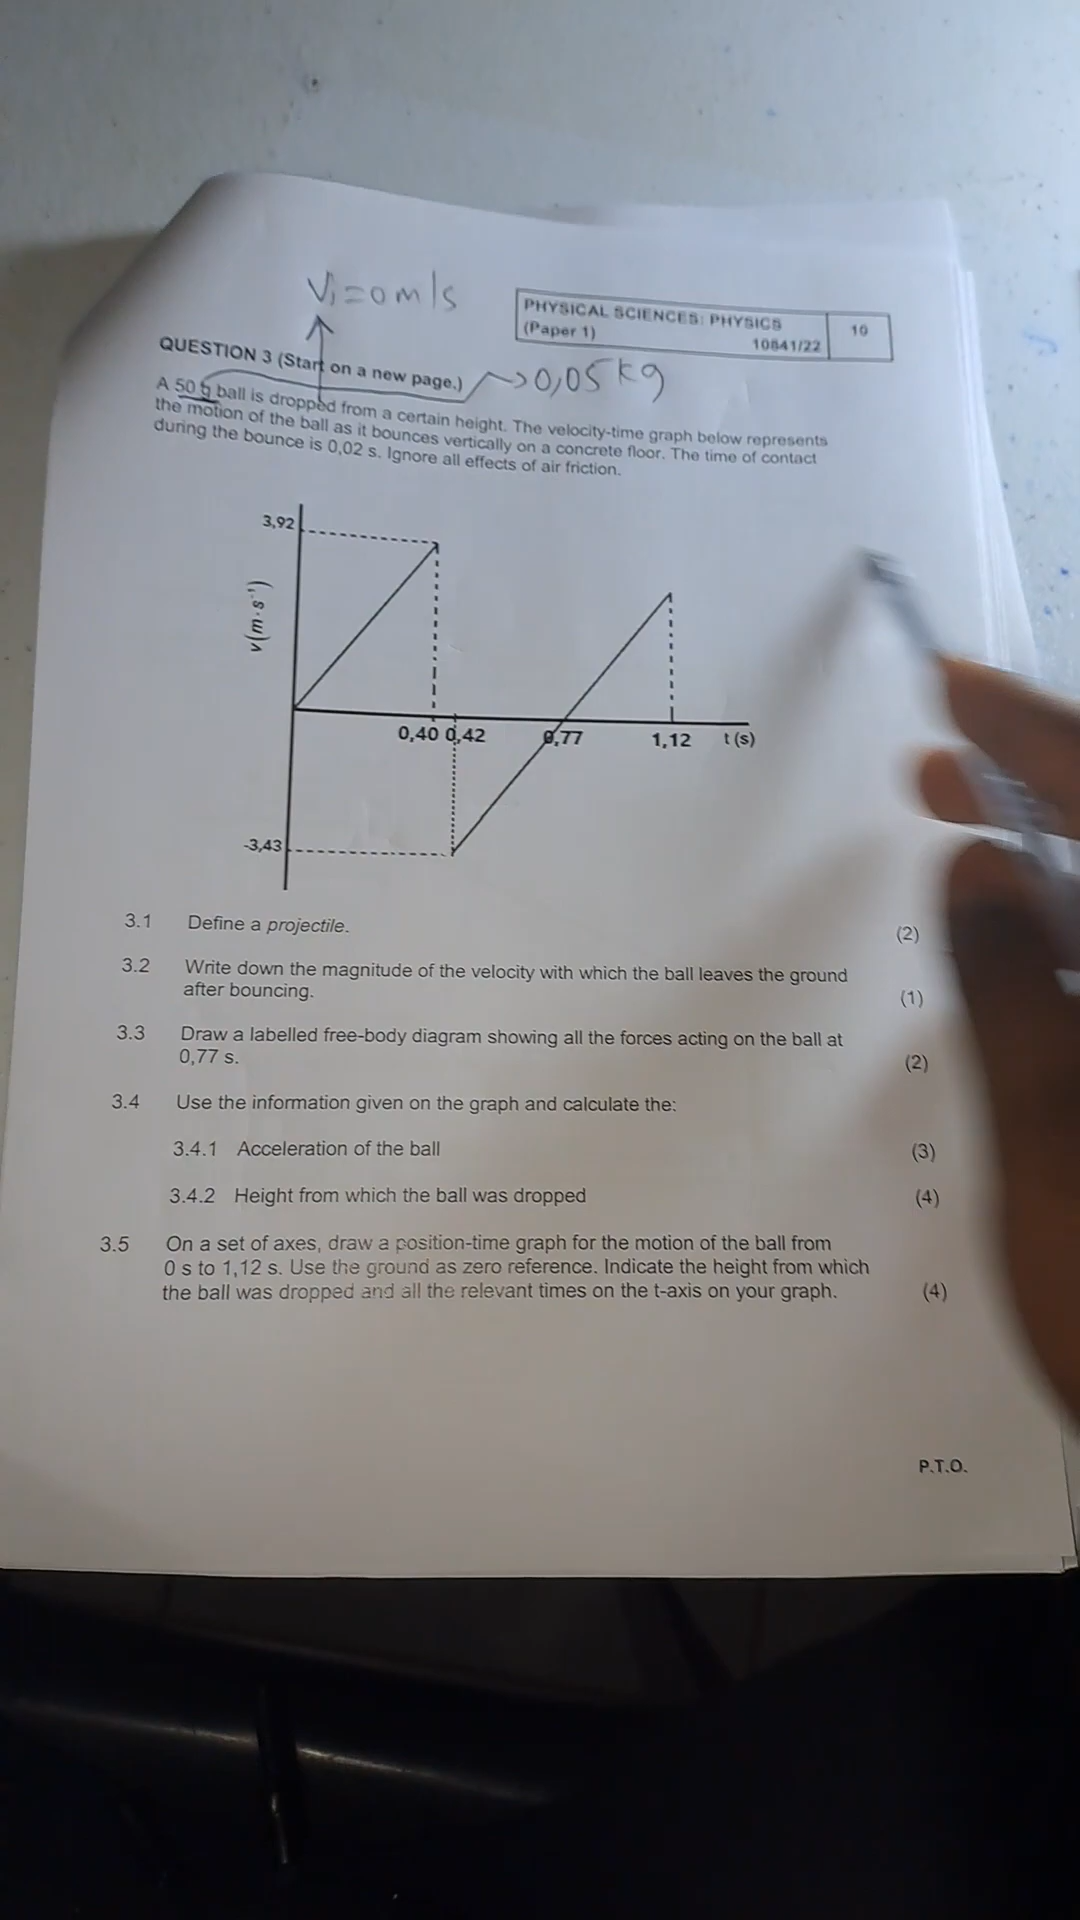 Vi = 0 m/s
PHYSICAL SCIENCES: PHYSICS
(Paper 1) 10841/22
10
QUESTION 3 (Start on a new page.)
0,05 kg
A 50 g ball is dropped from a certain height. The velocity-time graph below represents
the motion of the ball as it bounces vertically on a concrete floor. The time of contact
during the bounce is 0,02 s. Ignore all effects of air friction.
3,92
v(m·s⁻¹)
0,40 0,42 0,77 1,12 t (s)
-3,43
3.1 Define a projectile. (2)
3.2 Write down the magnitude of the velocity with which the ball leaves the ground
after bouncing. (1)
3.3 Draw a labelled free-body diagram showing all the forces acting on the ball at
0,77 s. (2)
3.4 Use the information given on the graph and calculate the:
3.4.1 Acceleration of the ball (3)
3.4.2 Height from which the ball was dropped (4)
3.5 On a set of axes, draw a position-time graph for the motion of the ball from
0 s to 1,12 s. Use the ground as zero reference. Indicate the height from which
the ball was dropped and all the relevant times on the t-axis on your graph. (4)
P.T.O.